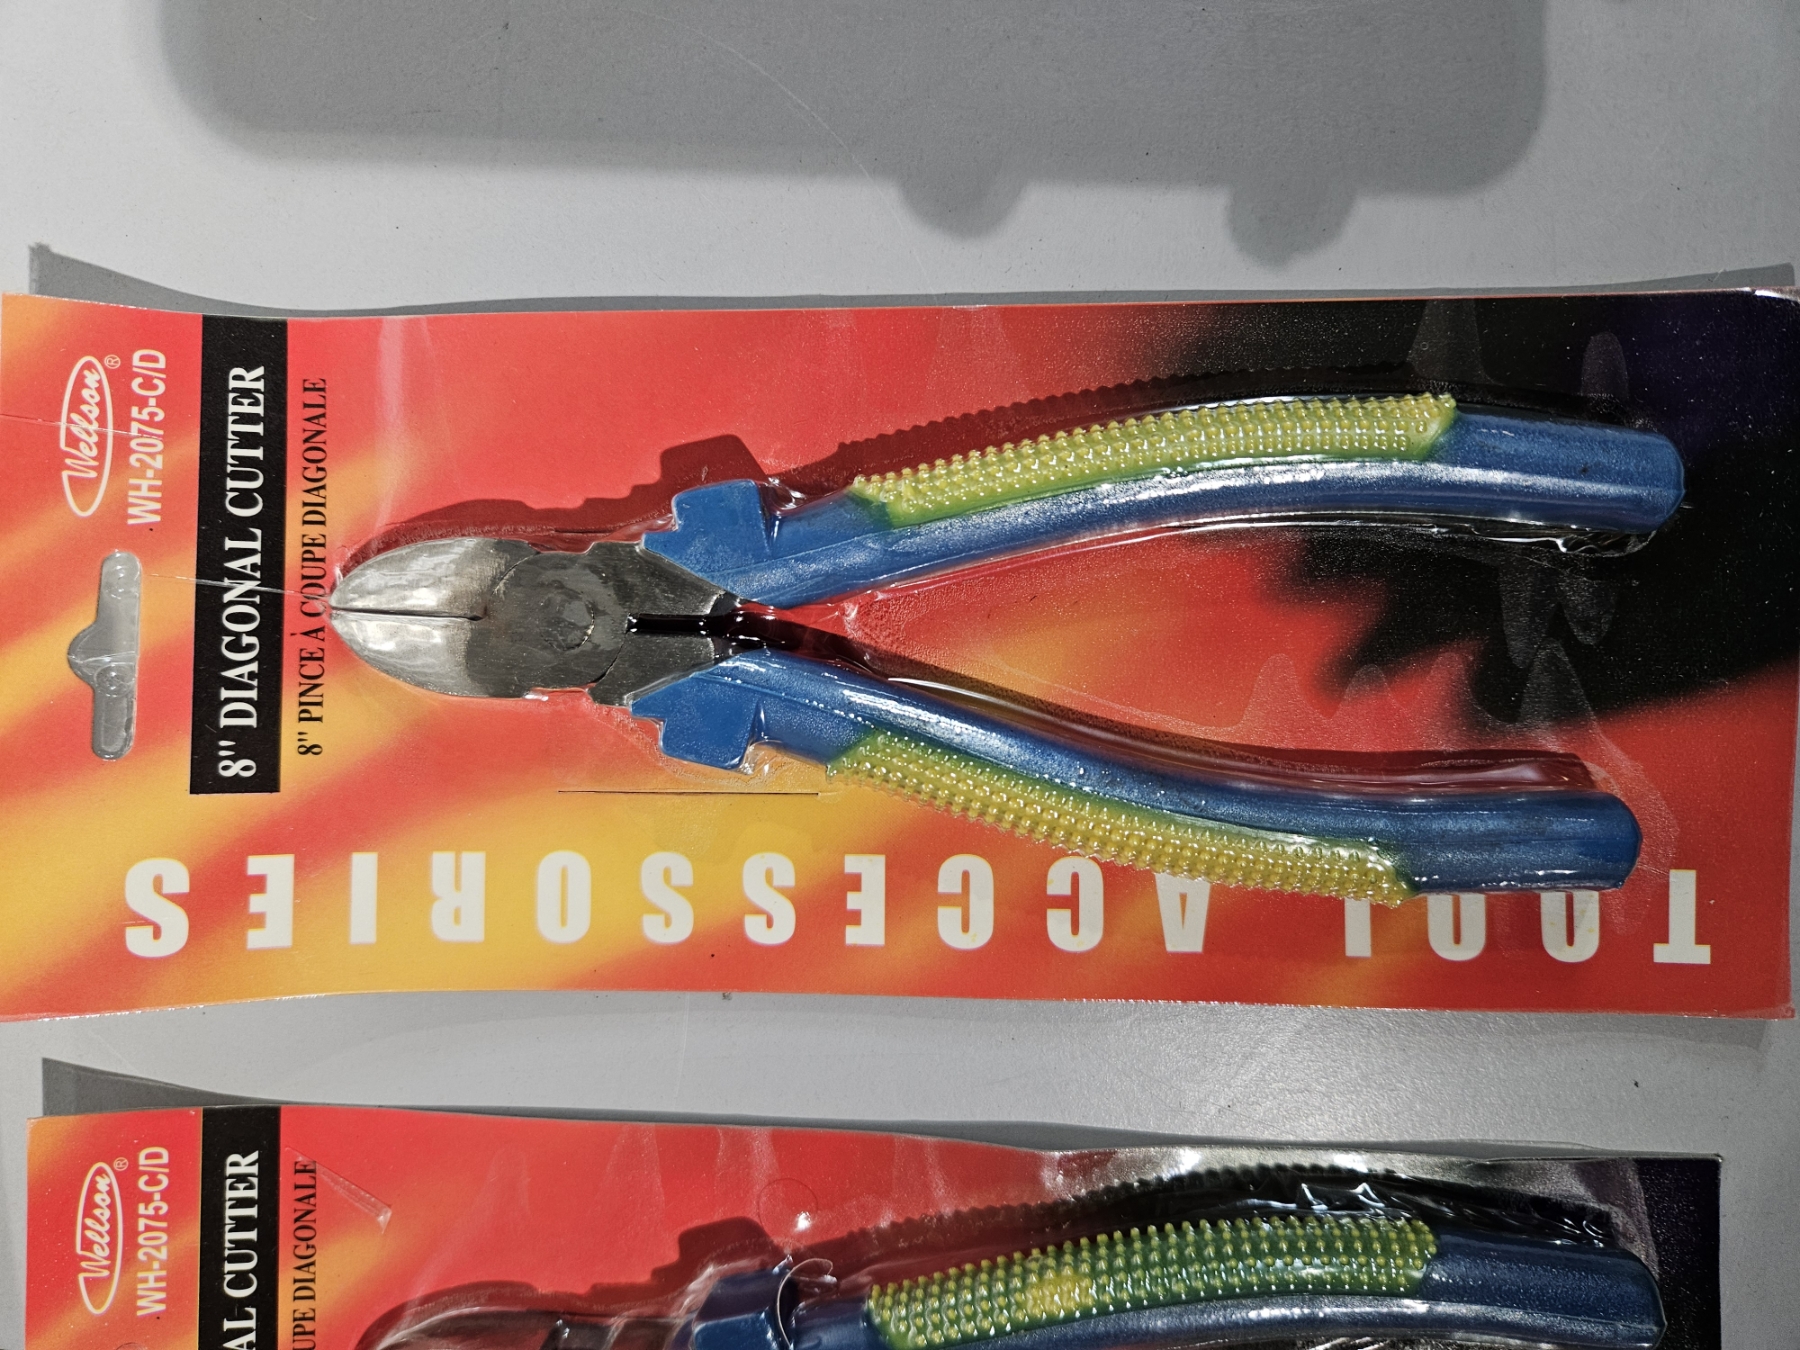 Wellson®
WH-2075-C/D
8" DIAGONAL CUTTER
8" PINCE À COUPE DIAGONALE
TOOL ACCESSORIES
Wellson®
WH-2075-C/D
AL CUTTER
UPE DIAGONALE